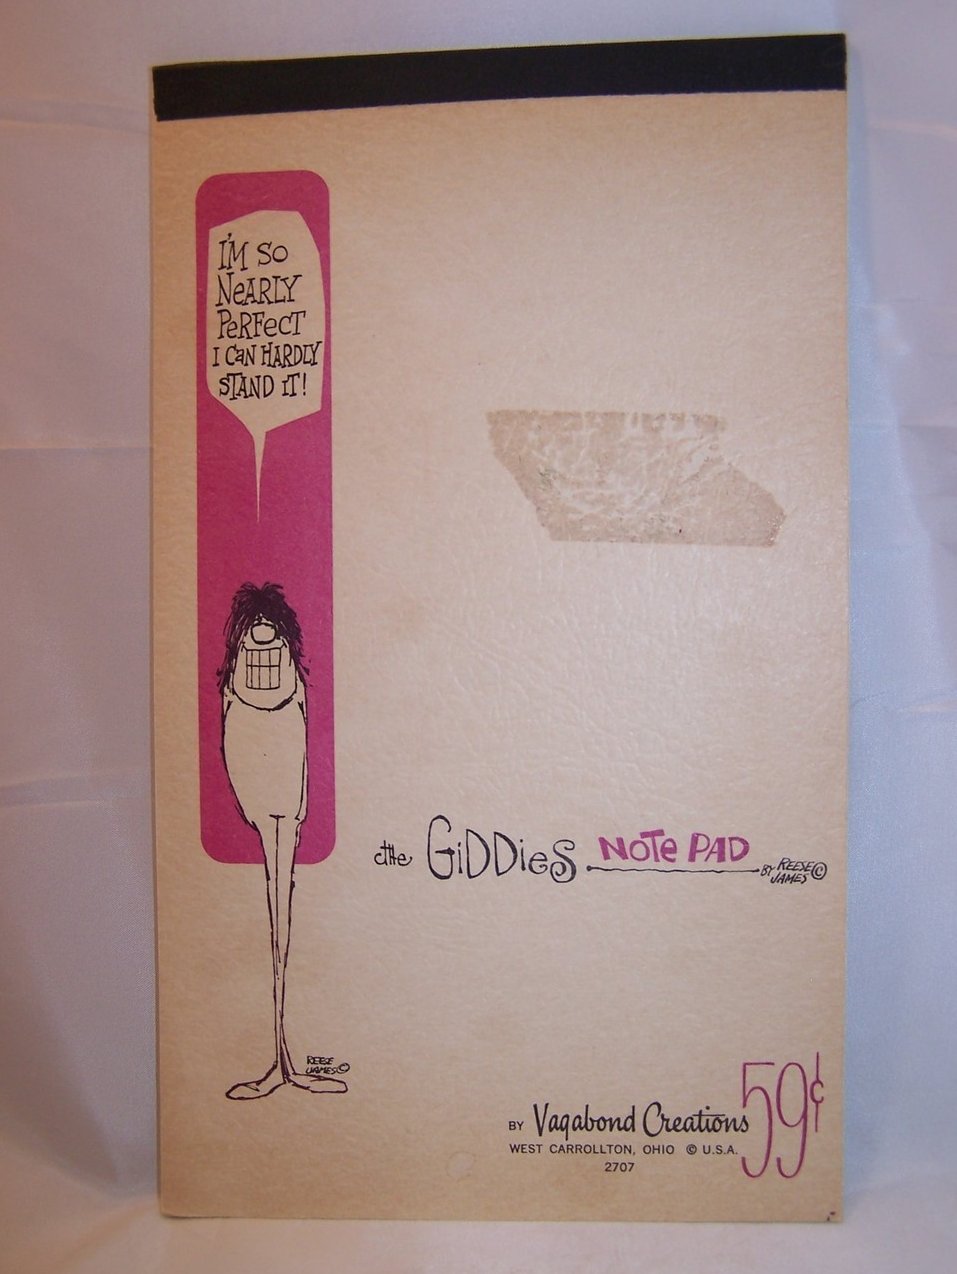 I'M SO
NeARLY
PeRFecT
I CaN HARDLY
STAND iT!
the GiDDies NOTe PAD BY REESE ©
JAMES
REESE
JAMES ©
BY Vagabond Creations 59¢
WEST CARROLLTON, OHIO © U.S.A.
2707